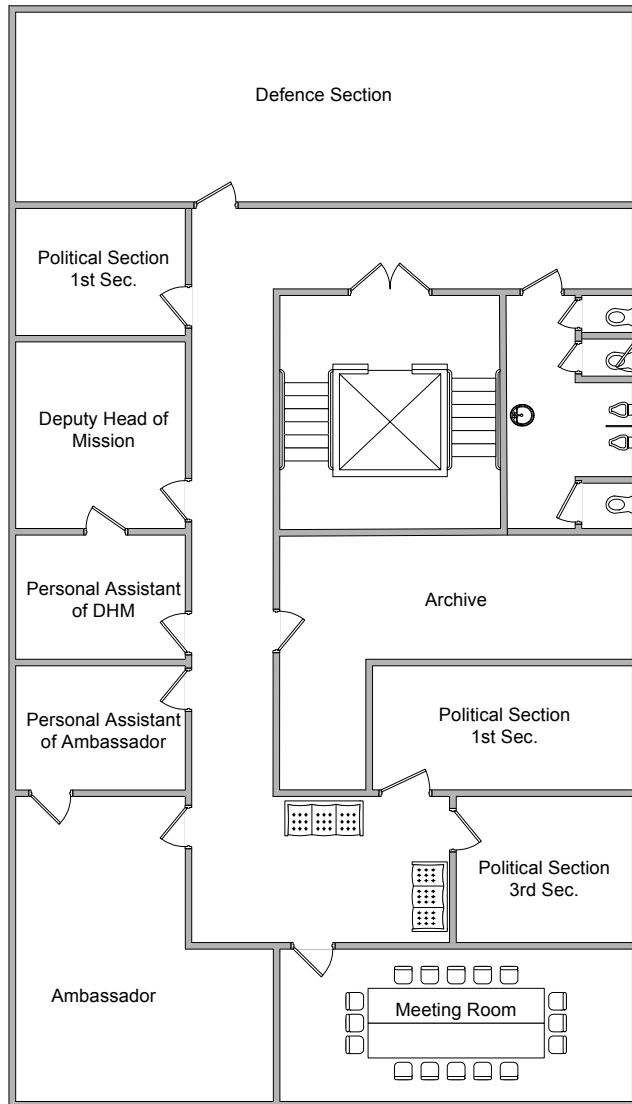 Defence Section
Political Section
1st Sec.
Deputy Head of
Mission
Personal Assistant
of DHM
Archive
Personal Assistant
of Ambassador
Political Section
1st Sec.
Political Section
3rd Sec.
Ambassador
Meeting Room